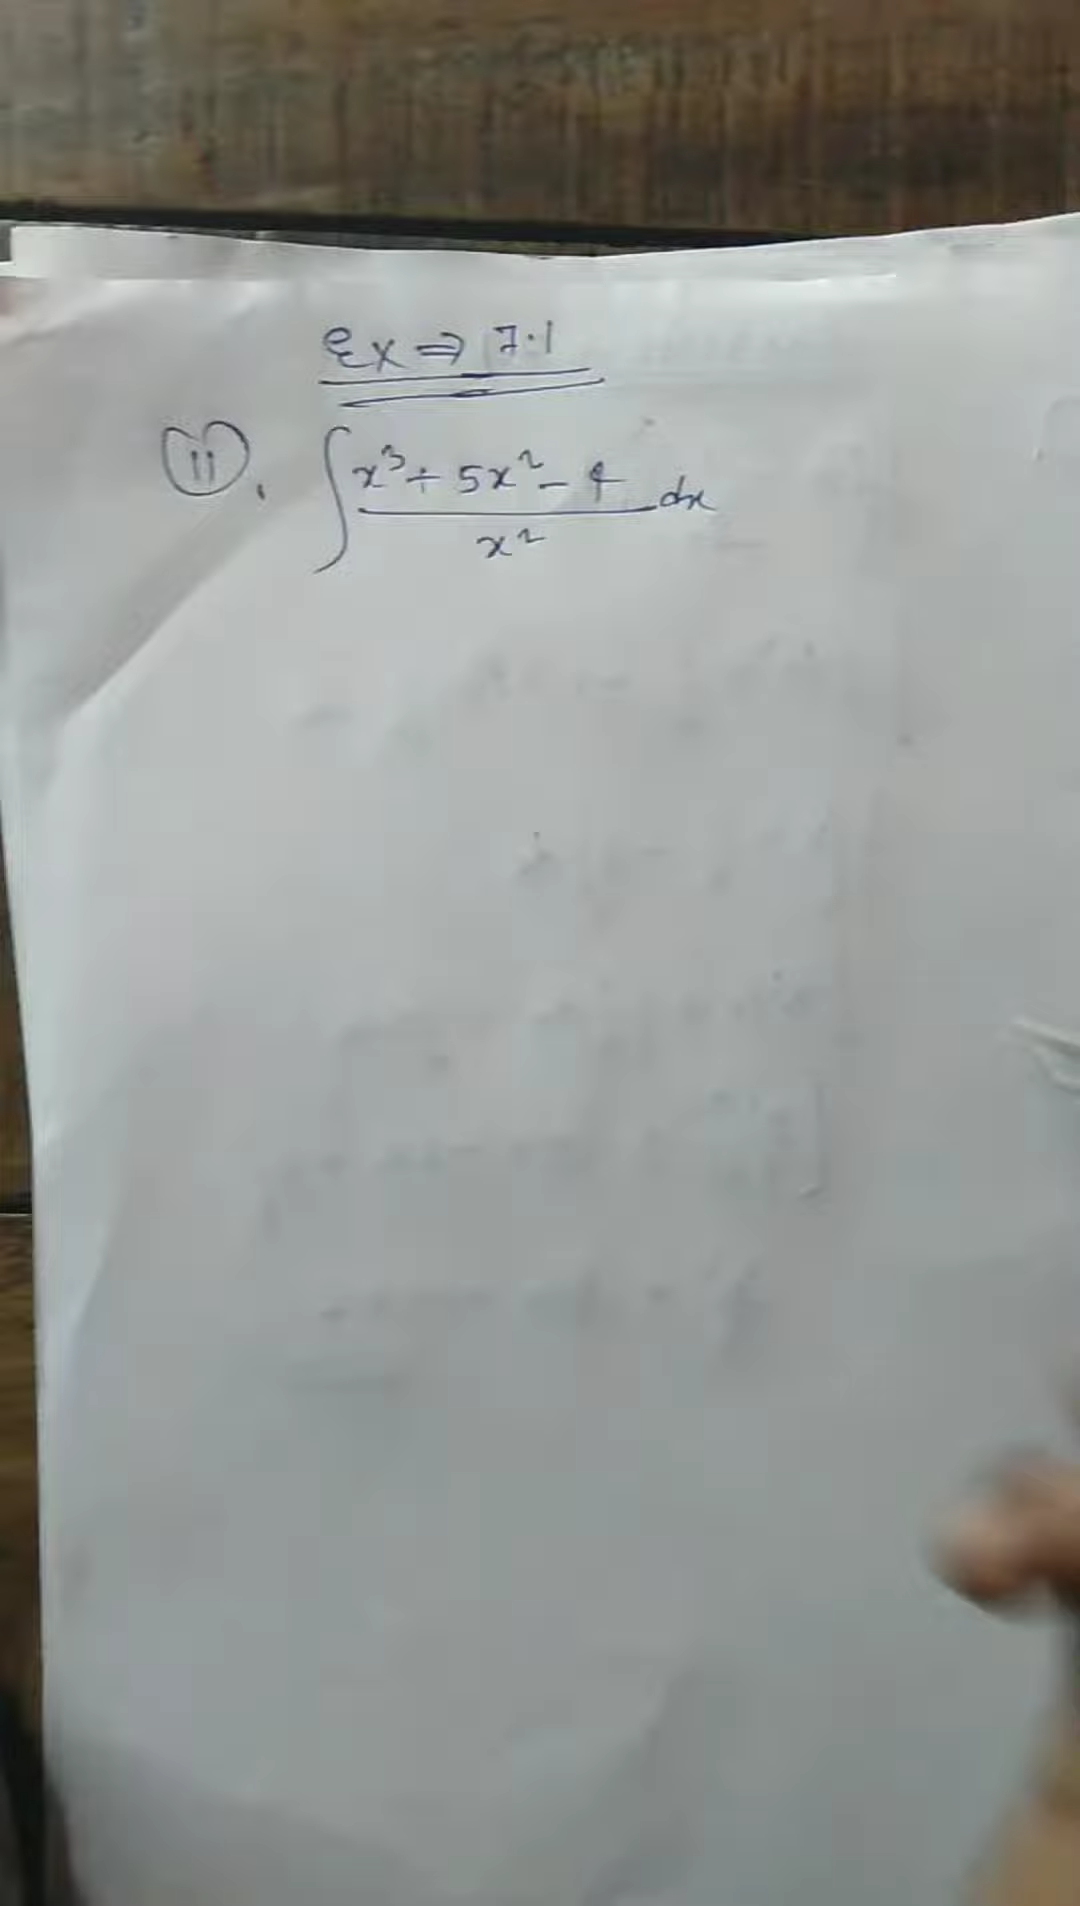 Ex ⇒ 7.1
11. ∫ x³ + 5x² - 4 / x² dx